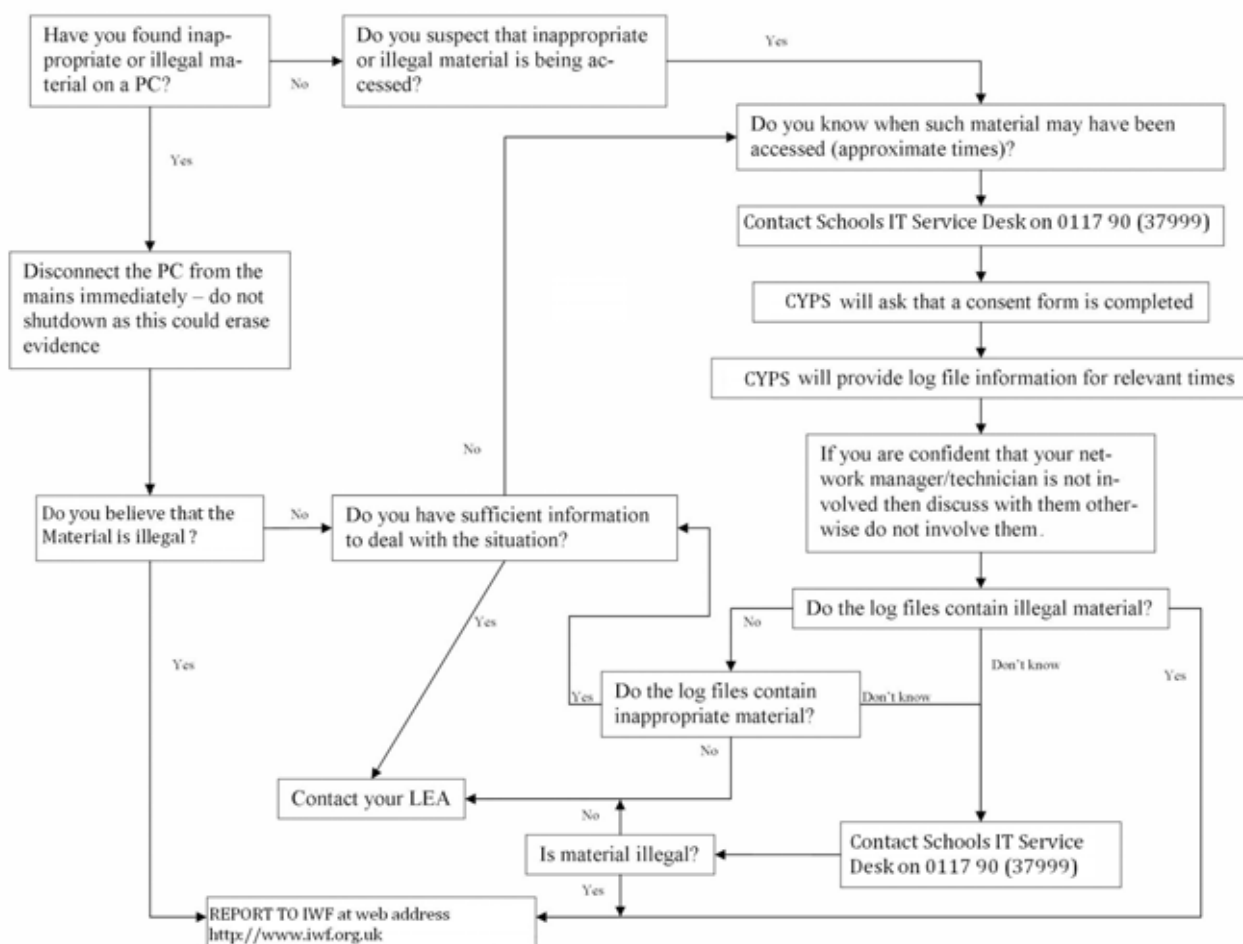 Have you found inap-
propriate or illegal ma-
terial on a PC?
No
Do you suspect that inappropriate
or illegal material is being ac-
cessed?
Yes
Do you know when such material may have been
accessed (approximate times)?
Yes
Contact Schools IT Service Desk on 0117 90 (37999)
Disconnect the PC from the
mains immediately – do not
shutdown as this could erase
evidence
CYPS will ask that a consent form is completed
CYPS will provide log file information for relevant times
No
If you are confident that your net-
work manager/technician is not in-
volved then discuss with them other-
wise do not involve them.
Do you believe that the
Material is illegal ?
No
Do you have sufficient information
to deal with the situation?
Do the log files contain illegal material?
Yes
No
Yes
Don't know
Yes
Do the log files contain
inappropriate material?
Yes
Don't know
No
Contact your LEA
No
Is material illegal?
Contact Schools IT Service
Desk on 0117 90 (37999)
Yes
REPORT TO IWF at web address
http://www.iwf.org.uk